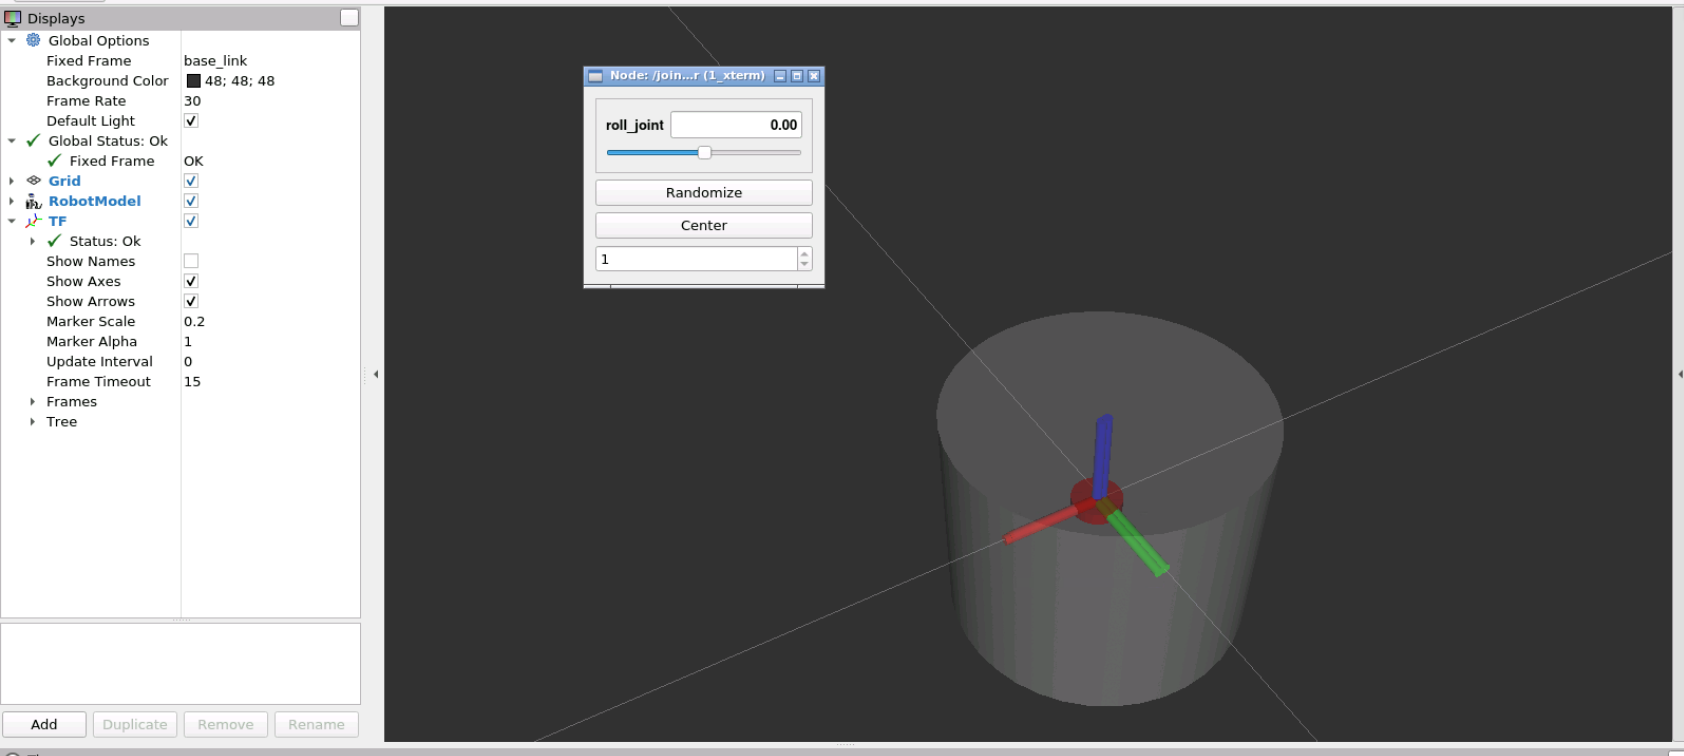 Displays
Global Options
Fixed Frame base_link
Background Color 48; 48; 48
Frame Rate 30
Default Light
Global Status: Ok
Fixed Frame OK
Grid
RobotModel
TF
Status: Ok
Show Names
Show Axes
Show Arrows
Marker Scale 0.2
Marker Alpha 1
Update Interval 0
Frame Timeout 15
Frames
Tree
Add Duplicate Remove Rename
Node: /join...r (1_xterm)
roll_joint 0.00
Randomize
Center
1